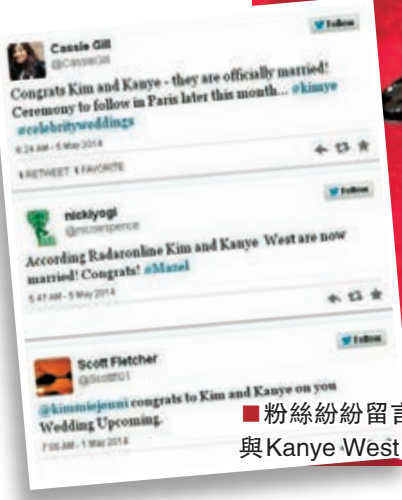 Follow
Cassie Gill
@CassieGill
Congrats Kim and Kanye - they are officially married!
Ceremony to follow in Paris later this month... #kimye
#celebrityweddings
6:24 AM - 5 May 2014
1 RETWEET 1 FAVORITE
Follow
nickiyogi
According Radaronline Kim and Kanye West are now
married! Congrats! #Mazel
5:47 AM - 5 May 2014
Follow
Scott Fletcher
@kimmiejenni congrats to Kim and Kanye on you
Wedding Upcoming.
7:05 AM - 1 May 2014
■粉絲紛紛留言
與Kanye West